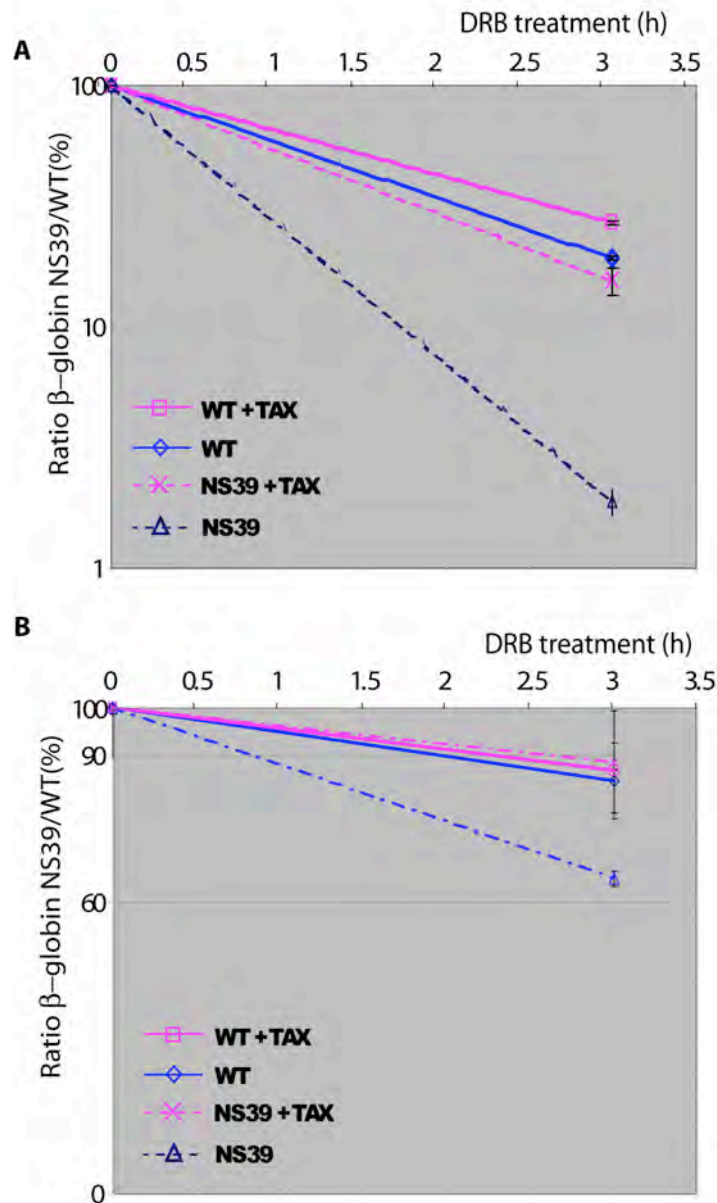 DRB treatment (h)
A
0 0.5 1 1.5 2 2.5 3 3.5
100
10
1
Ratio β–globin NS39/WT(%)
WT +TAX
WT
NS39 +TAX
NS39
B
DRB treatment (h)
0 0.5 1 1.5 2 2.5 3 3.5
100
90
60
0
Ratio β–globin NS39/WT(%)
WT +TAX
WT
NS39 +TAX
NS39